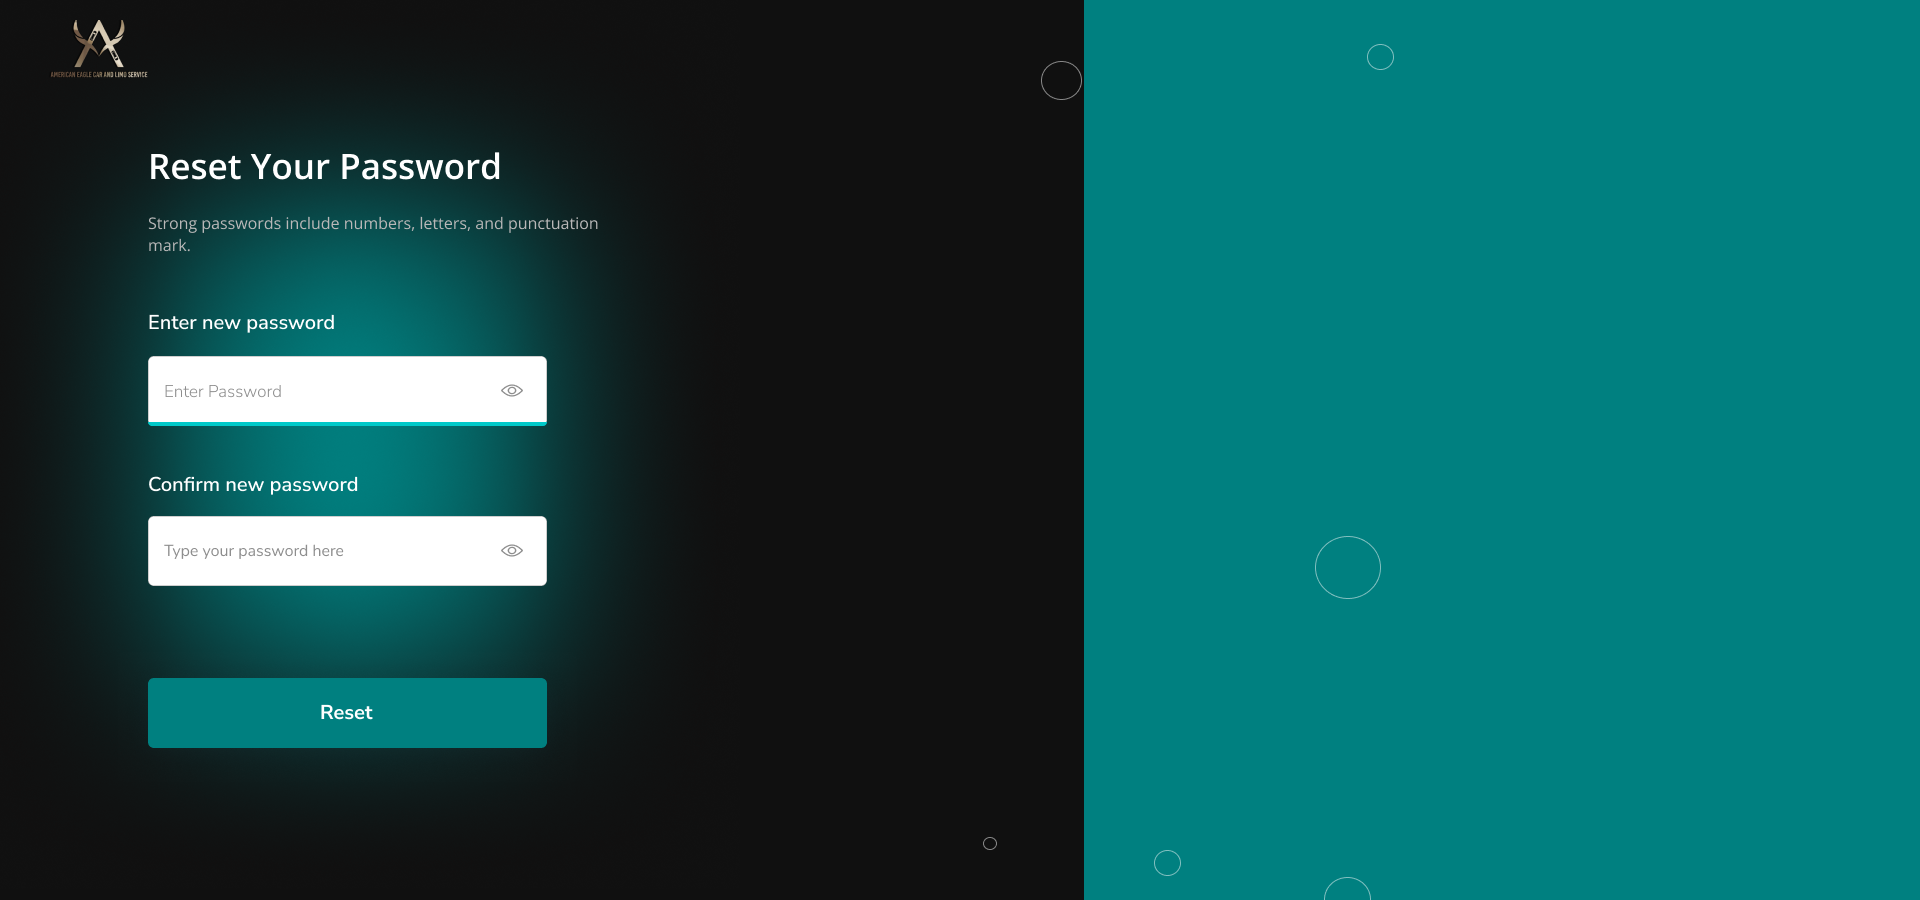 AMERICAN EAGLE CAR AND LIMO SERVICE
Reset Your Password
Strong passwords include numbers, letters, and punctuation
mark.
Enter new password
Enter Password
Confirm new password
Type your password here
Reset